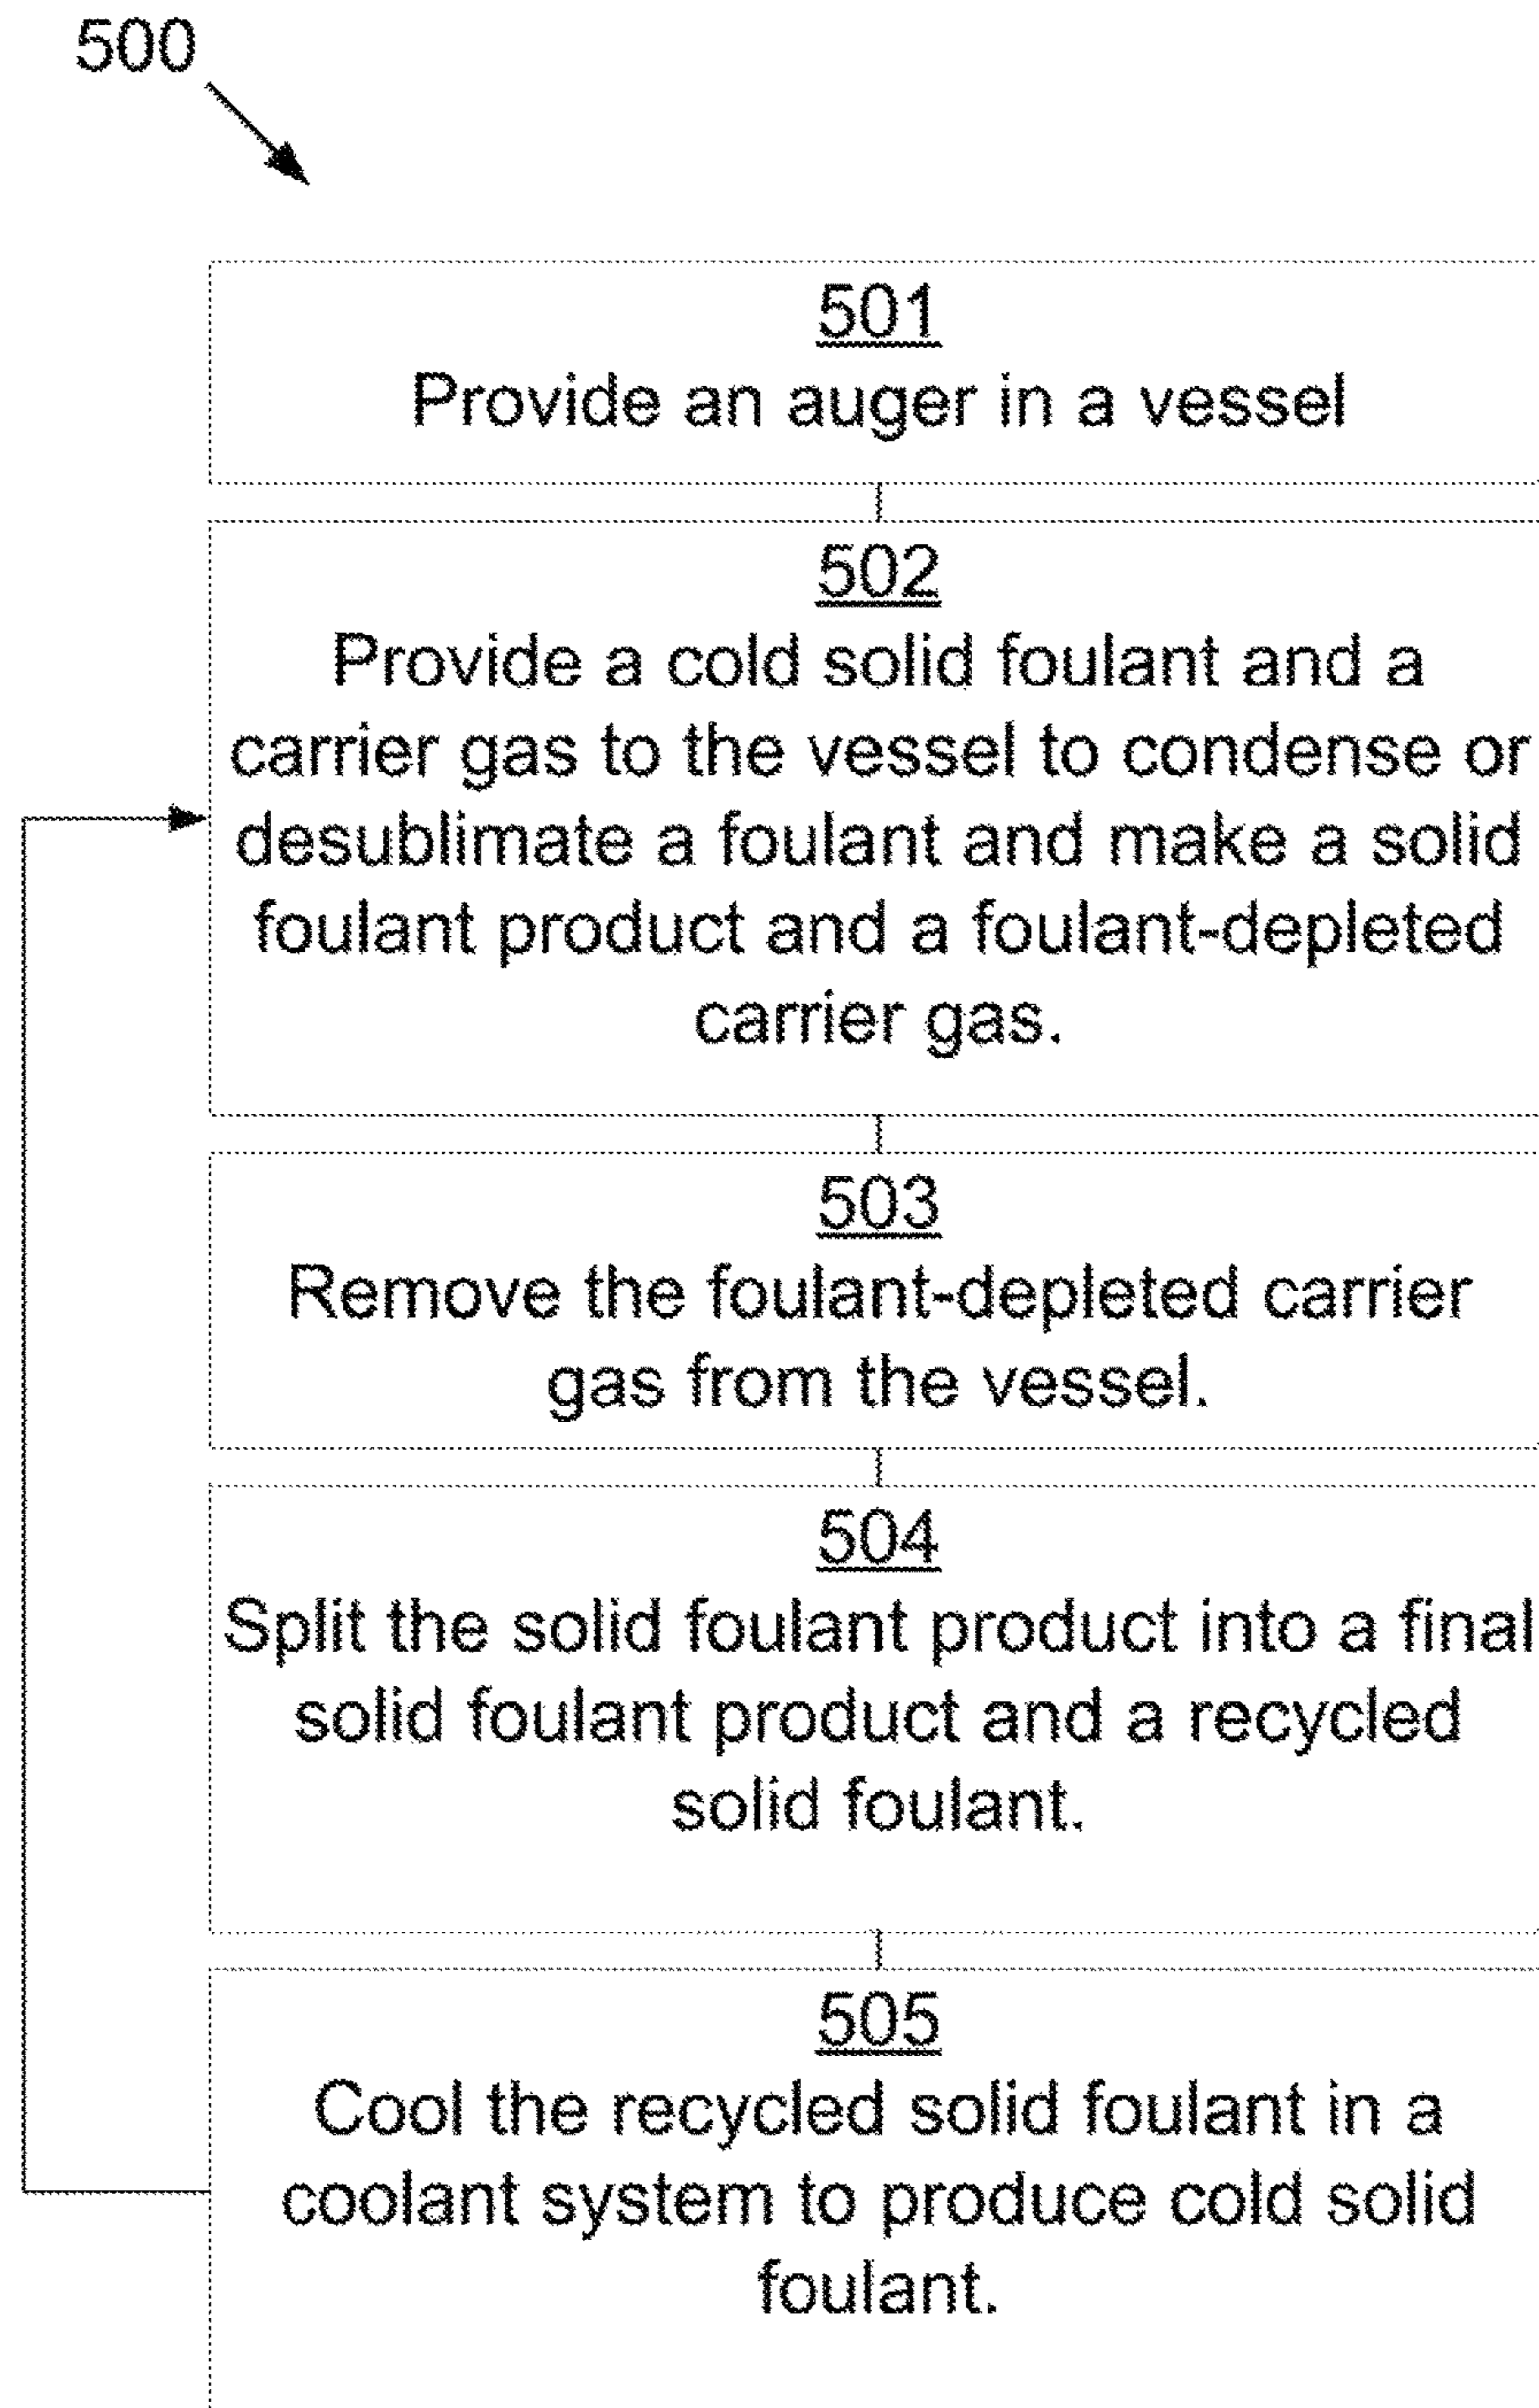 500
501
Provide an auger in a vessel
502
Provide a cold solid foulant and a
carrier gas to the vessel to condense or
desublimate a foulant and make a solid
foulant product and a foulant-depleted
carrier gas.
503
Remove the foulant-depleted carrier
gas from the vessel.
504
Split the solid foulant product into a final
solid foulant product and a recycled
solid foulant.
505
Cool the recycled solid foulant in a
coolant system to produce cold solid
foulant.